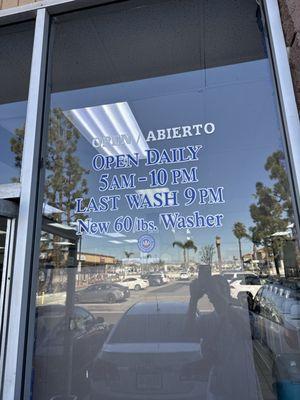 OPEN / ABIERTO
OPEN DAILY
5AM - 10 PM
LAST WASH 9 PM
New 60 lbs. Washer